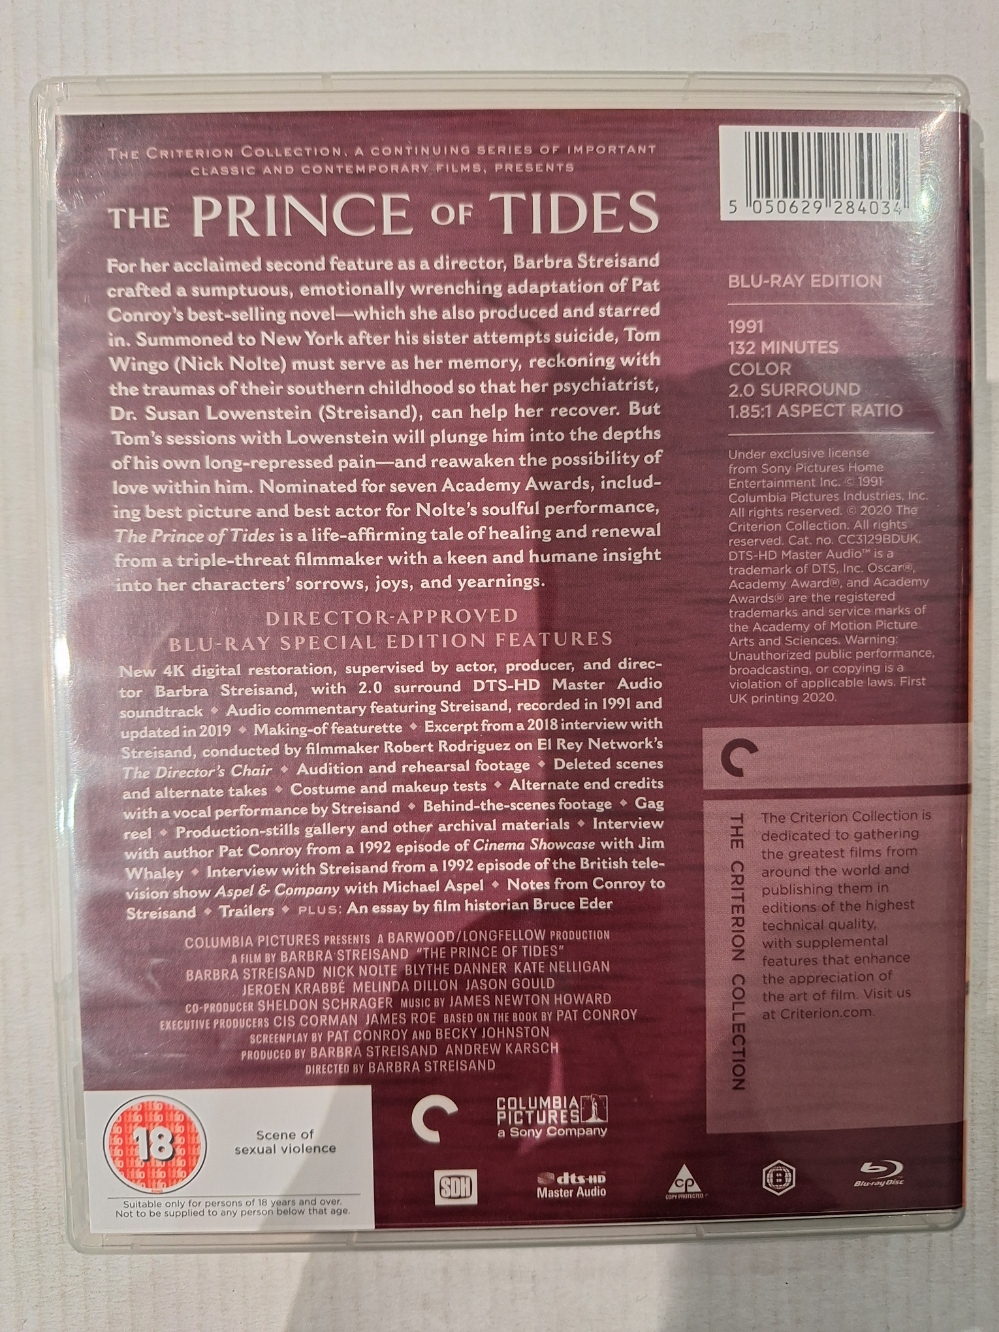 THE CRITERION COLLECTION, A CONTINUING SERIES OF IMPORTANT
CLASSIC AND CONTEMPORARY FILMS, PRESENTS
THE PRINCE OF TIDES
For her acclaimed second feature as a director, Barbra Streisand
crafted a sumptuous, emotionally wrenching adaptation of Pat
Conroy's best-selling novel—which she also produced and starred
in. Summoned to New York after his sister attempts suicide, Tom
Wingo (Nick Nolte) must serve as her memory, reckoning with
the traumas of their southern childhood so that her psychiatrist,
Dr. Susan Lowenstein (Streisand), can help her recover. But
Tom's sessions with Lowenstein will plunge him into the depths
of his own long-repressed pain—and reawaken the possibility of
love within him. Nominated for seven Academy Awards, includ-
ing best picture and best actor for Nolte's soulful performance,
The Prince of Tides is a life-affirming tale of healing and renewal
from a triple-threat filmmaker with a keen and humane insight
into her characters' sorrows, joys, and yearnings.
DIRECTOR-APPROVED
BLU-RAY SPECIAL EDITION FEATURES
New 4K digital restoration, supervised by actor, producer, and direc-
tor Barbra Streisand, with 2.0 surround DTS-HD Master Audio
soundtrack ◆ Audio commentary featuring Streisand, recorded in 1991 and
updated in 2019 ◆ Making-of featurette ◆ Excerpt from a 2018 interview with
Streisand, conducted by filmmaker Robert Rodriguez on El Rey Network's
The Director's Chair ◆ Audition and rehearsal footage ◆ Deleted scenes
and alternate takes ◆ Costume and makeup tests ◆ Alternate end credits
with a vocal performance by Streisand ◆ Behind-the-scenes footage ◆ Gag
reel ◆ Production-stills gallery and other archival materials ◆ Interview
with author Pat Conroy from a 1992 episode of Cinema Showcase with Jim
Whaley ◆ Interview with Streisand from a 1992 episode of the British tele-
vision show Aspel & Company with Michael Aspel ◆ Notes from Conroy to
Streisand ◆ Trailers ◆ PLUS: An essay by film historian Bruce Eder
COLUMBIA PICTURES PRESENTS A BARWOOD/LONGFELLOW PRODUCTION
A FILM BY BARBRA STREISAND "THE PRINCE OF TIDES"
BARBRA STREISAND NICK NOLTE BLYTHE DANNER KATE NELLIGAN
JEROEN KRABBÉ MELINDA DILLON JASON GOULD
CO-PRODUCER SHELDON SCHRAGER MUSIC BY JAMES NEWTON HOWARD
EXECUTIVE PRODUCERS CIS CORMAN JAMES ROE BASED ON THE BOOK BY PAT CONROY
SCREENPLAY BY PAT CONROY AND BECKY JOHNSTON
PRODUCED BY BARBRA STREISAND ANDREW KARSCH
DIRECTED BY BARBRA STREISAND
5 050629 284034
BLU-RAY EDITION
1991
132 MINUTES
COLOR
2.0 SURROUND
1.85:1 ASPECT RATIO
Under exclusive license
from Sony Pictures Home
Entertainment Inc. © 1991
Columbia Pictures Industries, Inc.
All rights reserved. © 2020 The
Criterion Collection. All rights
reserved. Cat. no. CC3129BDUK.
DTS-HD Master Audio™ is a
trademark of DTS, Inc. Oscar®,
Academy Award®, and Academy
Awards® are the registered
trademarks and service marks of
the Academy of Motion Picture
Arts and Sciences. Warning:
Unauthorized public performance,
broadcasting, or copying is a
violation of applicable laws. First
UK printing 2020.
THE CRITERION COLLECTION
The Criterion Collection is
dedicated to gathering
the greatest films from
around the world and
publishing them in
editions of the highest
technical quality,
with supplemental
features that enhance
the appreciation of
the art of film. Visit us
at Criterion.com.
18
Scene of
sexual violence
Suitable only for persons of 18 years and over.
Not to be supplied to any person below that age.
COLUMBIA
PICTURES
a Sony Company
SDH
dts-HD
Master Audio
CP
COPY PROTECTED
B
Blu-ray Disc